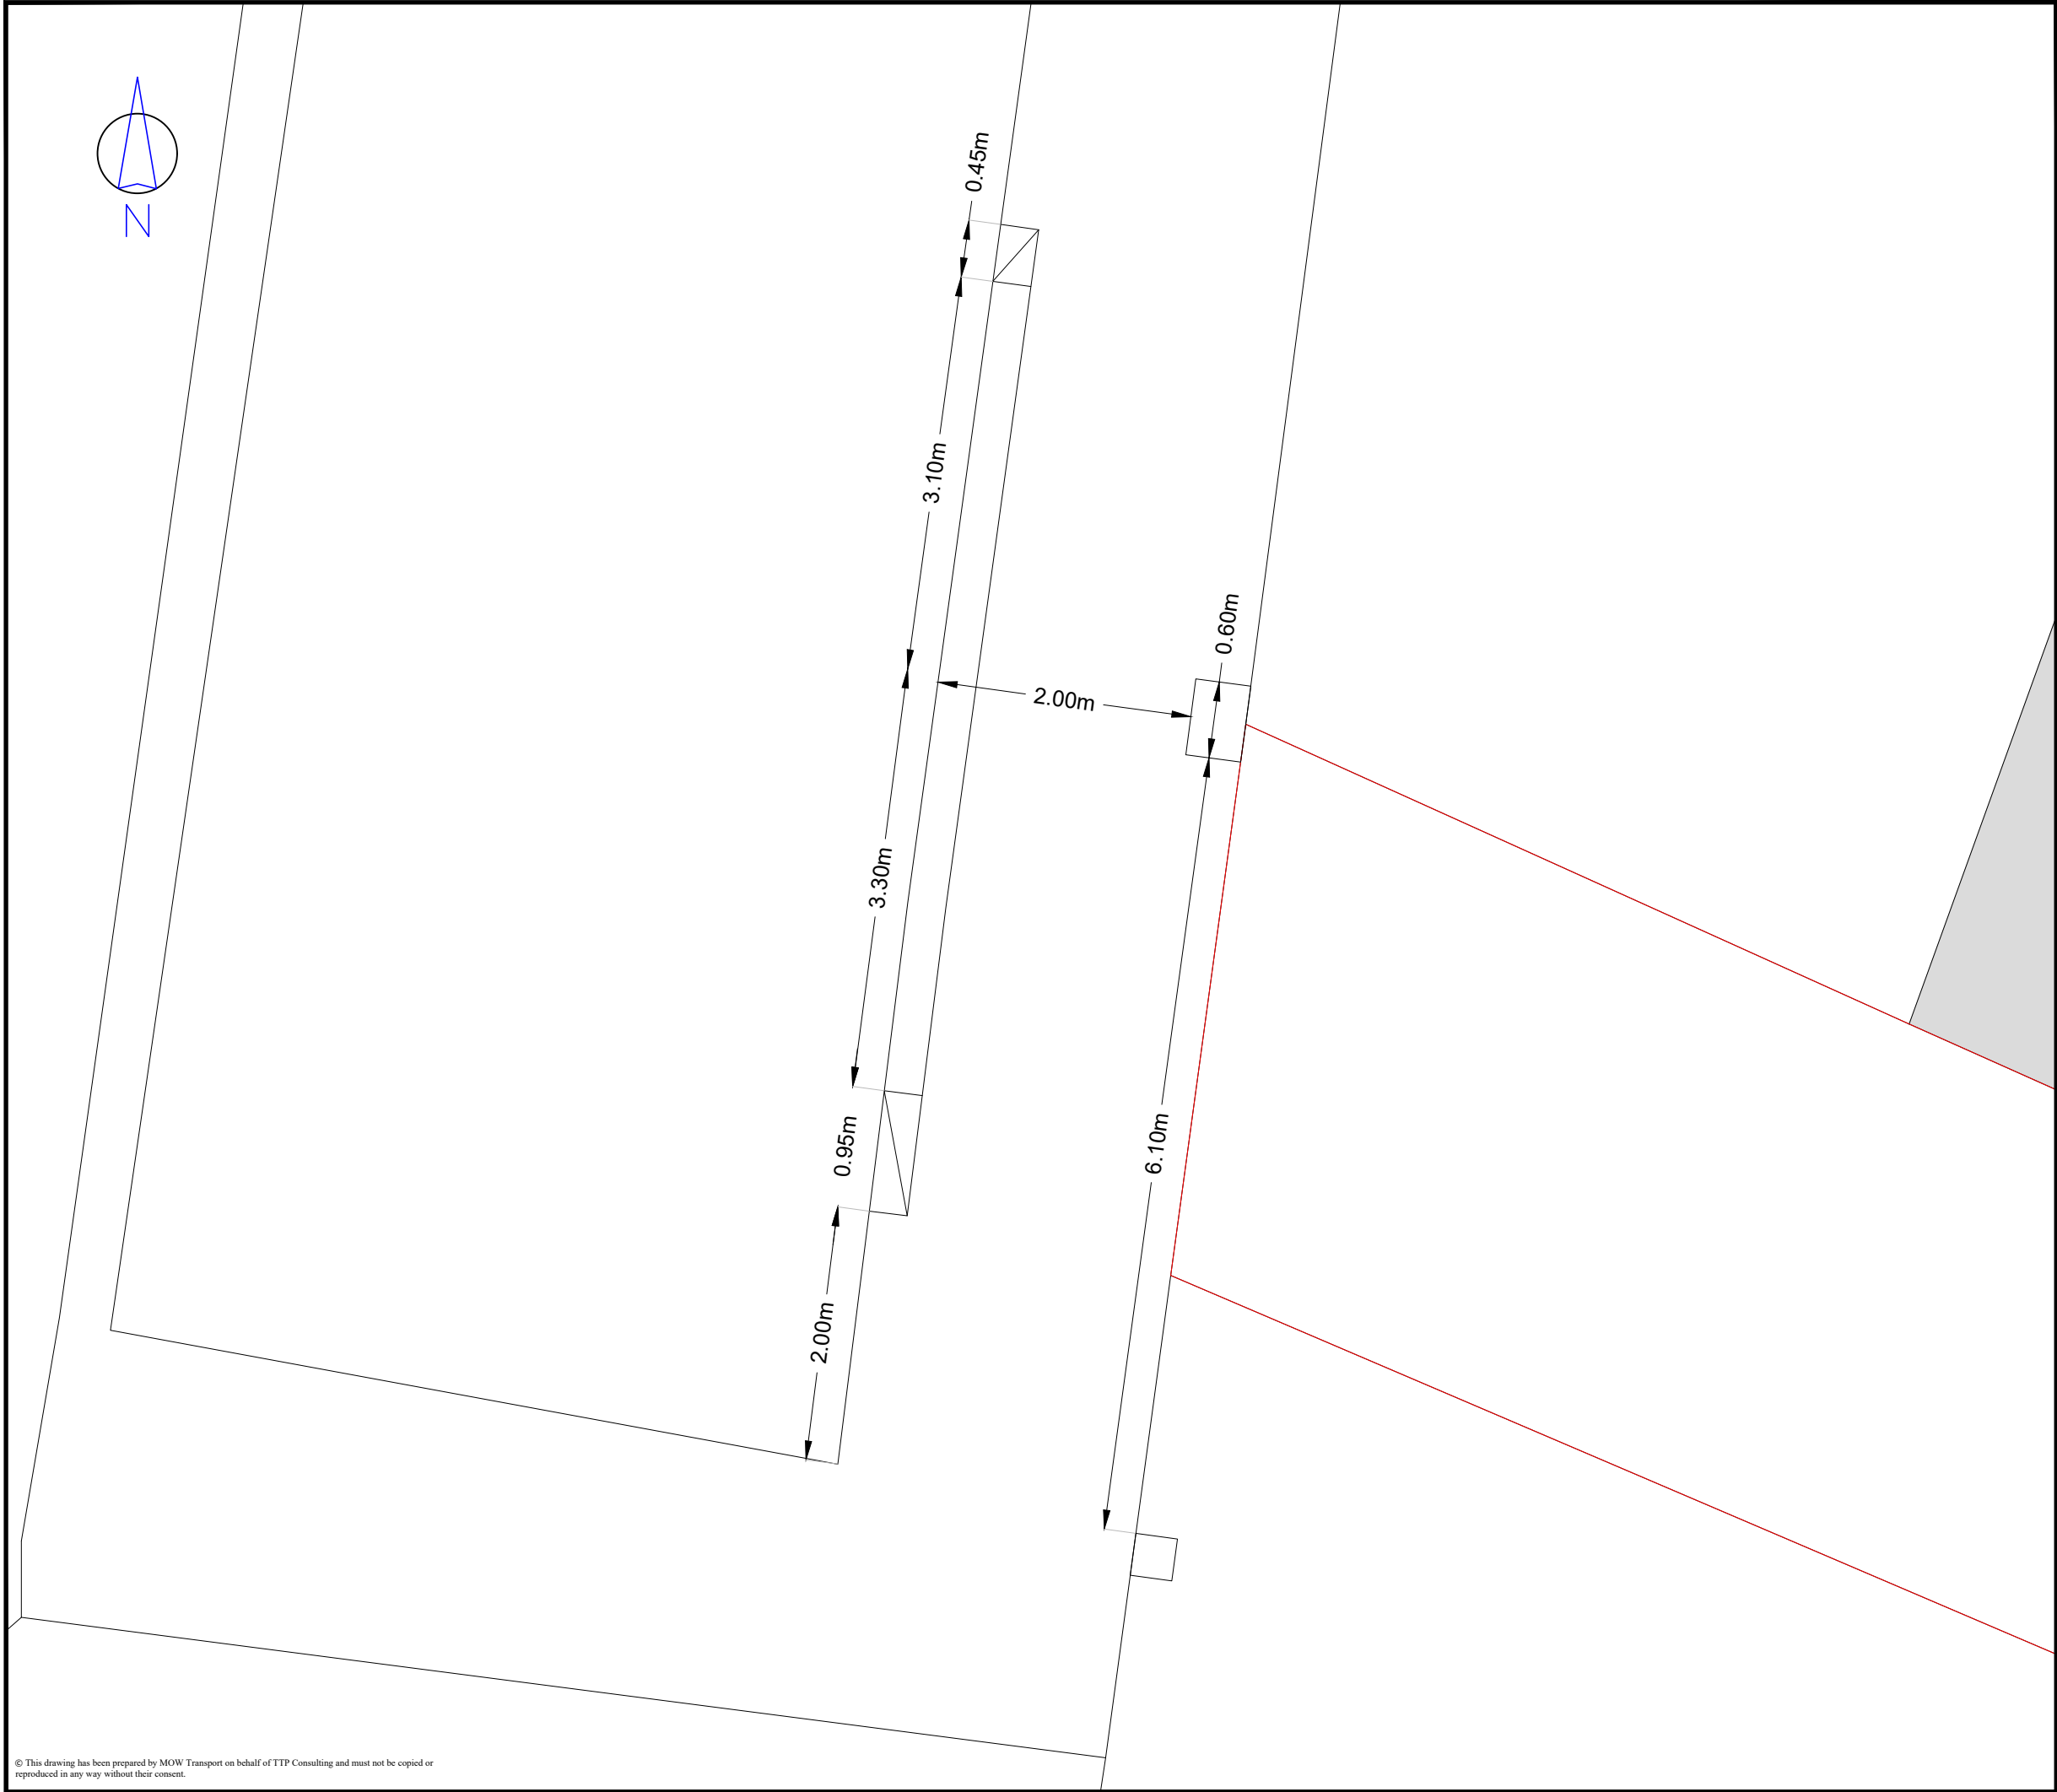 N
0.45m
3.10m
0.60m
2.00m
3.30m
0.95m
6.10m
2.00m
© This drawing has been prepared by MOW Transport on behalf of TTP Consulting and must not be copied or
reproduced in any way without their consent.